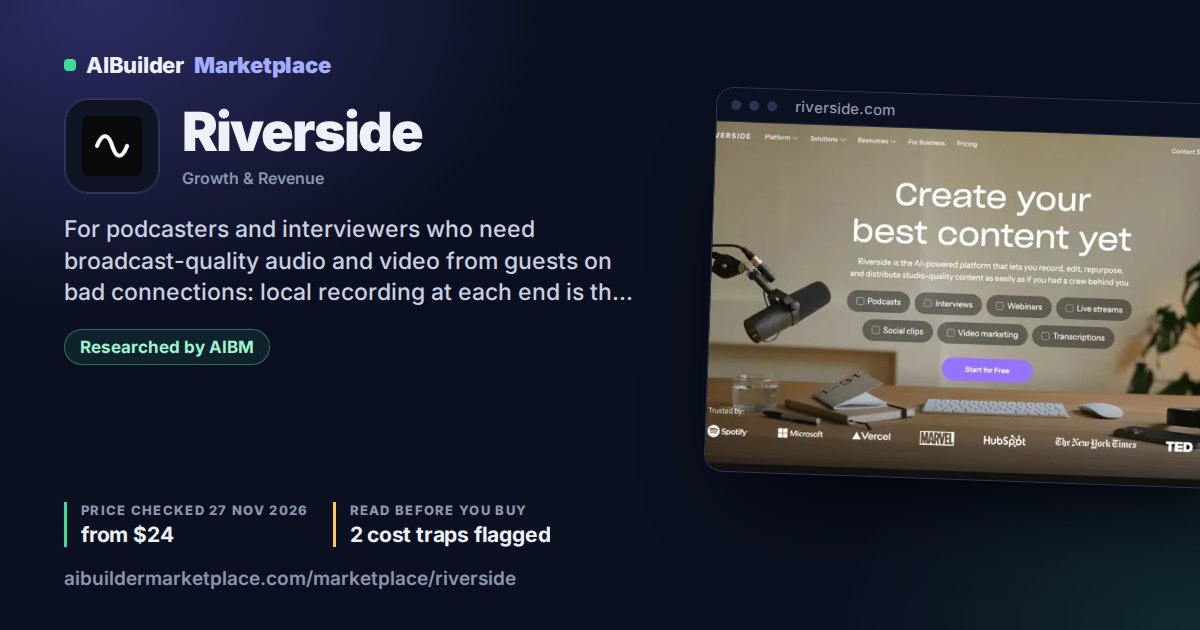 AIBuilder Marketplace
Riverside
Growth & Revenue
For podcasters and interviewers who need
broadcast-quality audio and video from guests on
bad connections: local recording at each end is th...
Researched by AIBM
PRICE CHECKED 27 NOV 2026
from $24
READ BEFORE YOU BUY
2 cost traps flagged
aibuildermarketplace.com/marketplace/riverside
riverside.com
VERSIDE Platform Solutions Resources For Business Pricing Contact S
Create your
best content yet
Riverside is the AI-powered platform that lets you record, edit, repurpose,
and distribute studio-quality content as easily as if you had a crew behind you.
Podcasts Interviews Webinars Live streams
Social clips Video marketing Transcriptions
Start for Free
Trusted by:
Spotify Microsoft Vercel MARVEL HubSpot The New York Times TED